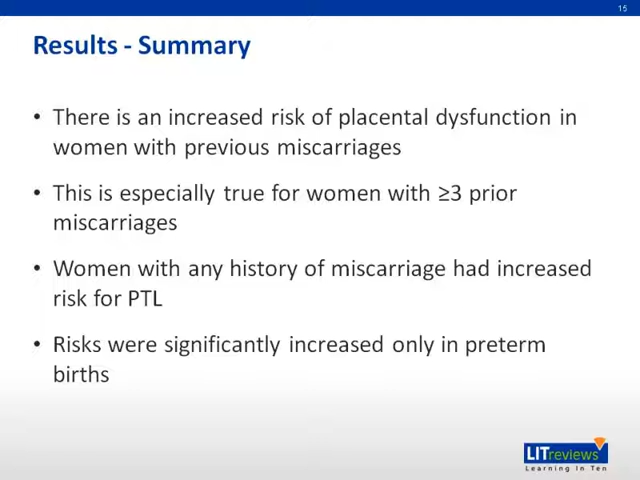 15
Results - Summary
• There is an increased risk of placental dysfunction in
women with previous miscarriages
• This is especially true for women with ≥3 prior
miscarriages
• Women with any history of miscarriage had increased
risk for PTL
• Risks were significantly increased only in preterm
births
LITreviews
Learning In Ten